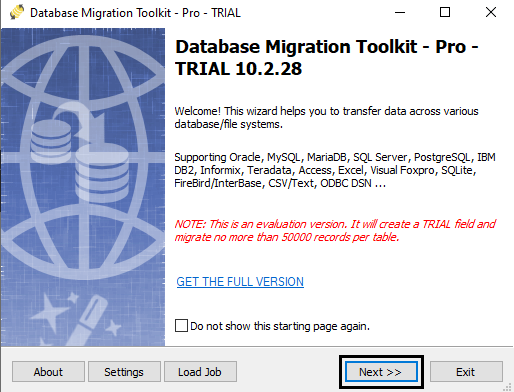 Database Migration Toolkit - Pro - TRIAL
Database Migration Toolkit - Pro -
TRIAL 10.2.28
Welcome! This wizard helps you to transfer data across various
database/file systems.
Supporting Oracle, MySQL, MariaDB, SQL Server, PostgreSQL, IBM
DB2, Informix, Teradata, Access, Excel, Visual Foxpro, SQLite,
FireBird/InterBase, CSV/Text, ODBC DSN ...
NOTE: This is an evaluation version. It will create a TRIAL field and
migrate no more than 50000 records per table.
GET THE FULL VERSION
Do not show this starting page again.
About Settings Load Job Next >> Exit